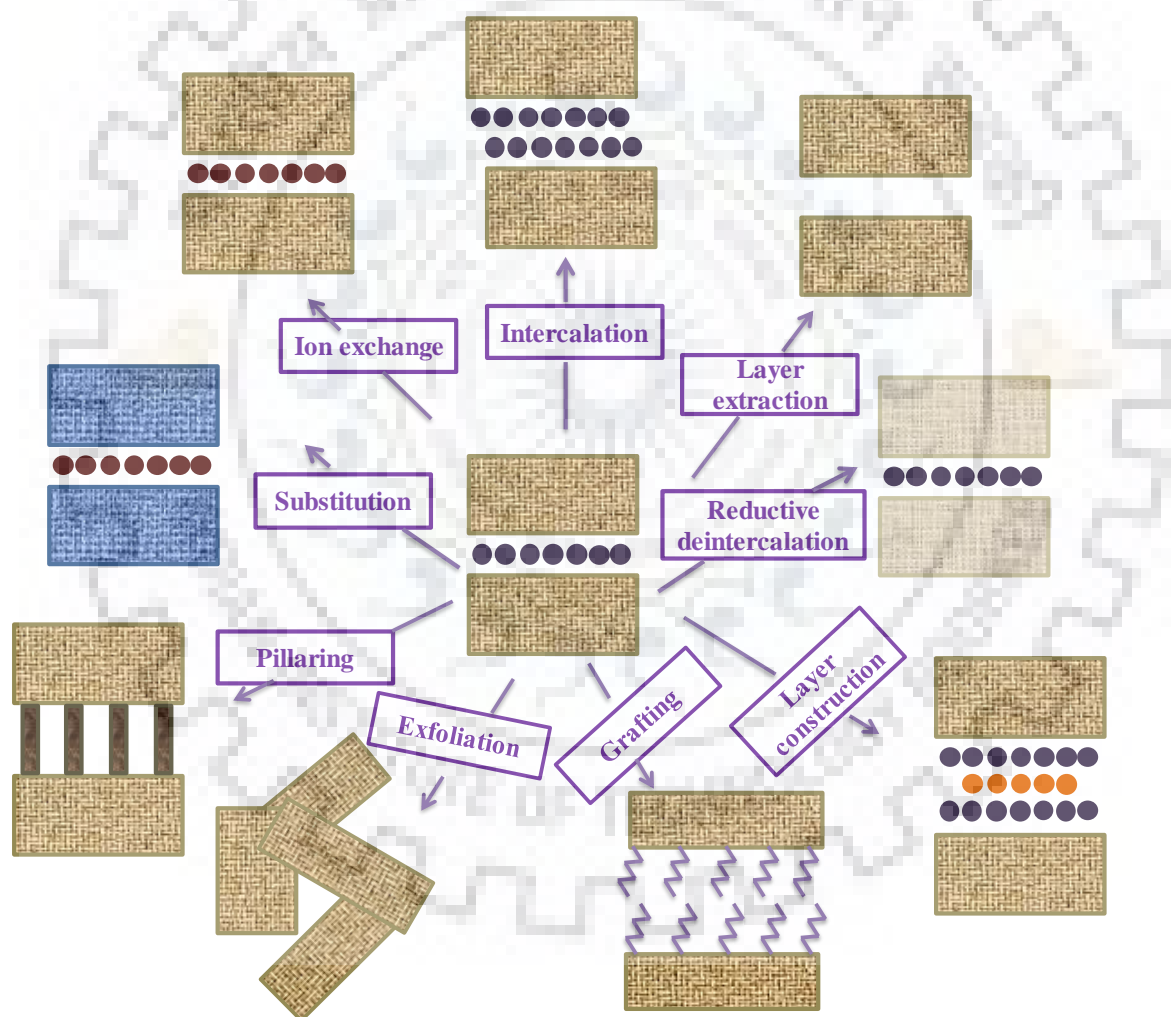 Intercalation
Ion exchange
Layer
extraction
Substitution
Reductive
deintercalation
Pillaring
Exfoliation
Grafting
Layer
construction